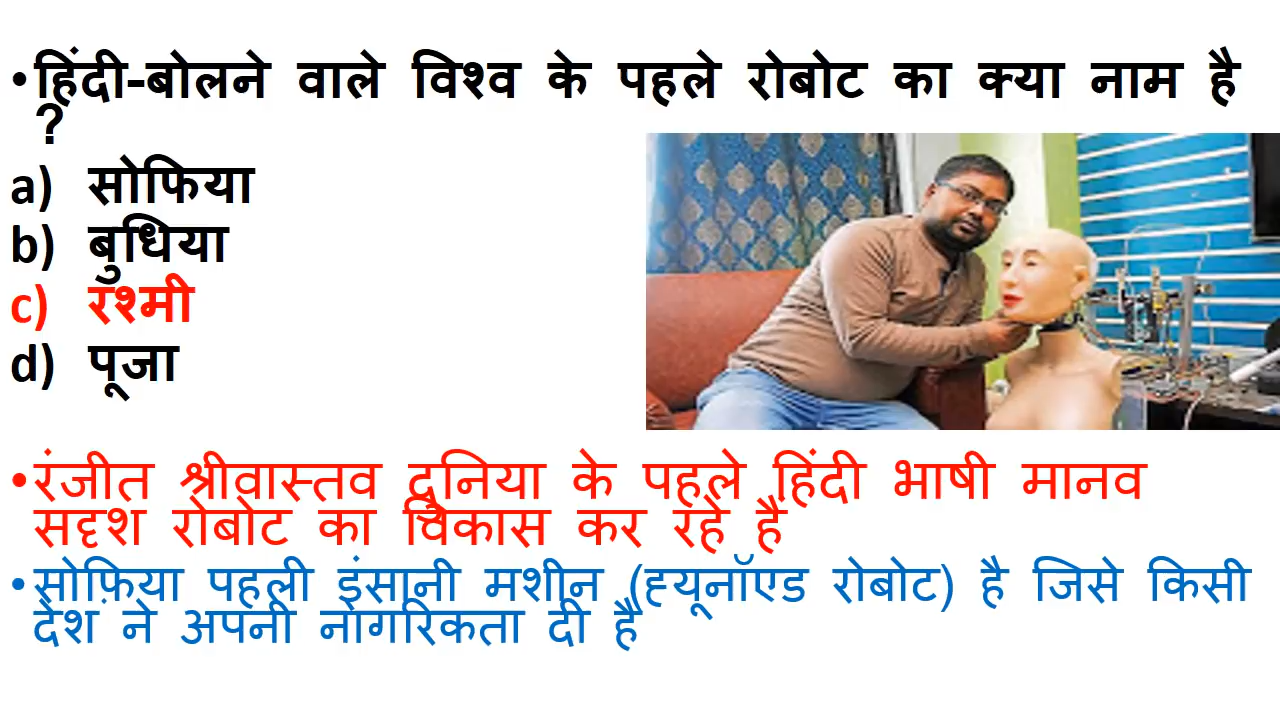 •हिंदी-बोलने वाले विश्व के पहले रोबोट का क्या नाम है
?
a) सोफिया
b) बुधिया
c) रश्मी
d) पूजा
•रंजीत श्रीवास्तव दुनिया के पहले हिंदी भाषी मानव
सदृश रोबोट का विकास कर रहे हैं
•सोफ़िया पहली इंसानी मशीन (ह्यूनॉएड रोबोट) है जिसे किसी
देश ने अपनी नागरिकता दी है